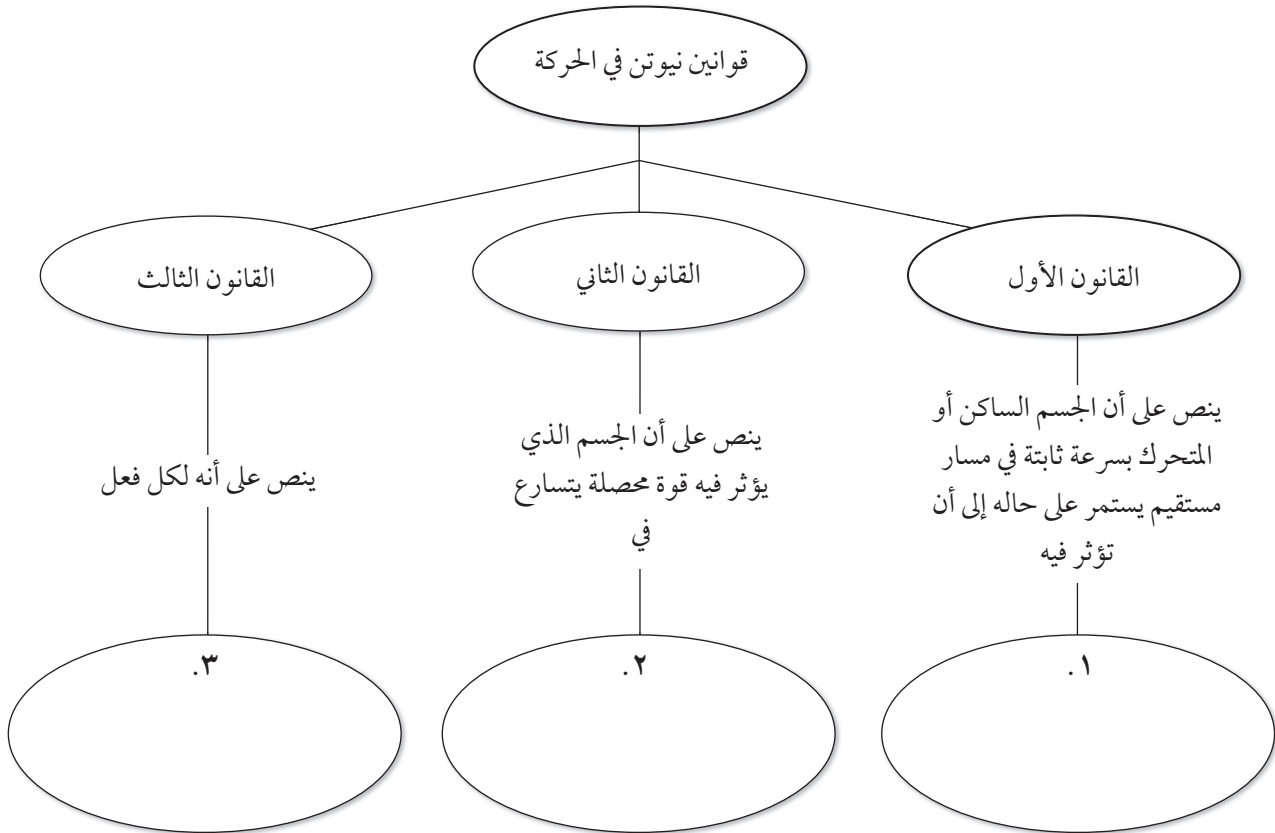 قوانين نيوتن في الحركة
القانون الأول
القانون الثاني
القانون الثالث
ينص على أن الجسم الساكن أو
المتحرك بسرعة ثابتة في مسار
مستقيم يستمر على حاله إلى أن
تؤثر فيه
ينص على أن الجسم الذي
يؤثر فيه قوة محصلة يتسارع
في
ينص على أنه لكل فعل
١.
٢.
٣.